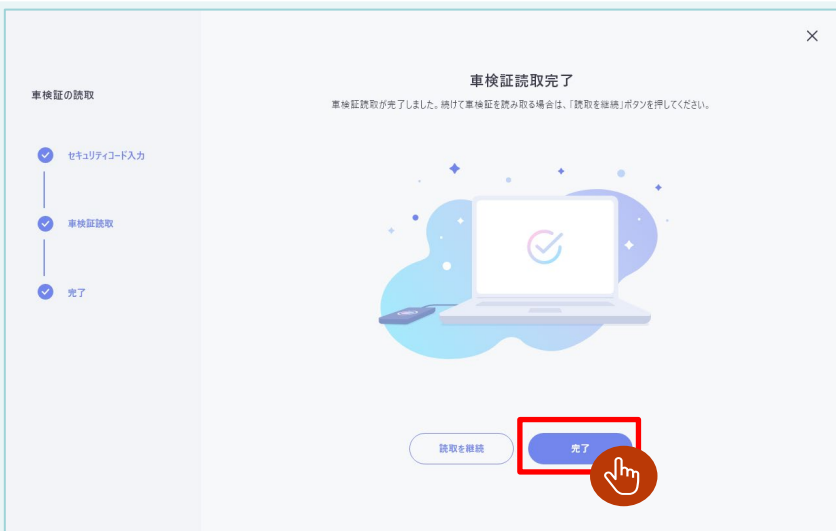 車検証の読取
セキュリティコード入力
車検証読取
完了
車検証読取完了
車検証読取が完了しました。続けて車検証を読み取る場合は、「読取を継続」ボタンを押してください。
読取を継続
完了